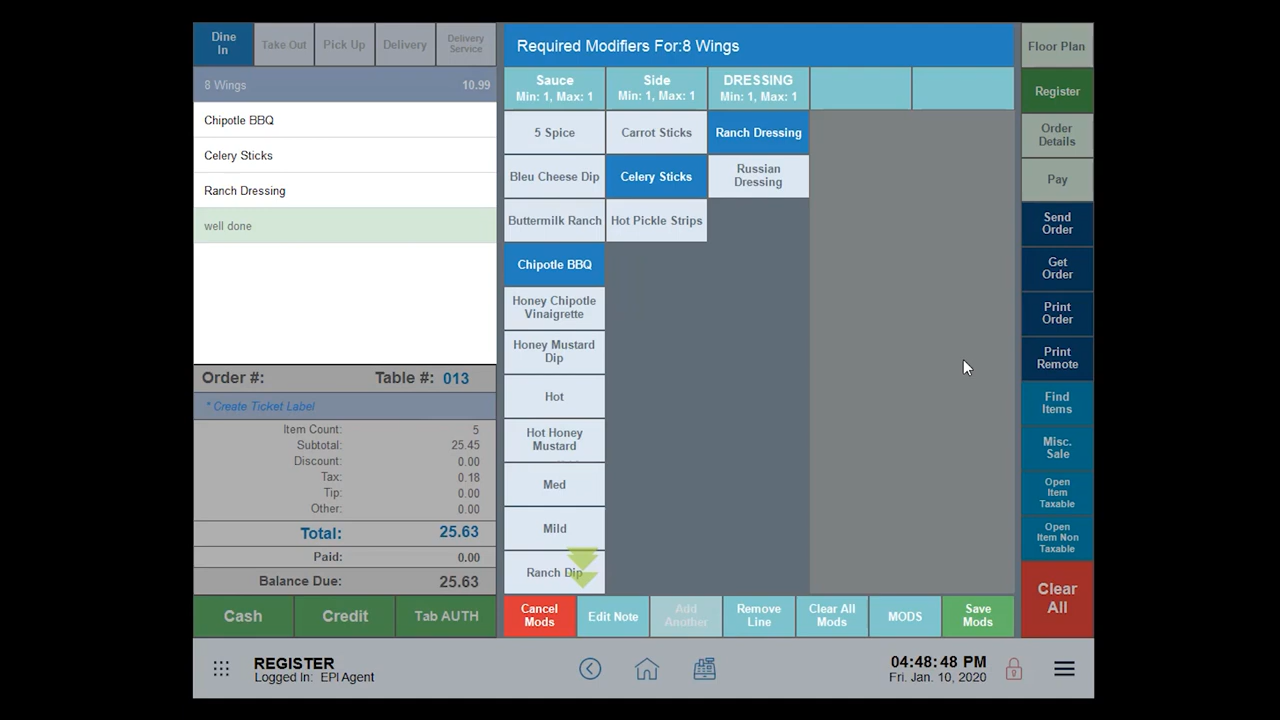 Dine
In
Take Out
Pick Up
Delivery
Delivery
Service
8 Wings 10.99
Chipotle BBQ
Celery Sticks
Ranch Dressing
well done
Order #: Table #: 013
* Create Ticket Label
Item Count: 5
Subtotal: 25.45
Discount: 0.00
Tax: 0.18
Tip: 0.00
Other: 0.00
Total: 25.63
Paid: 0.00
Balance Due: 25.63
Cash
Credit
Tab AUTH
Required Modifiers For:8 Wings
Sauce
Min: 1, Max: 1
Side
Min: 1, Max: 1
DRESSING
Min: 1, Max: 1
5 Spice
Carrot Sticks
Ranch Dressing
Bleu Cheese Dip
Celery Sticks
Russian
Dressing
Buttermilk Ranch
Hot Pickle Strips
Chipotle BBQ
Honey Chipotle
Vinaigrette
Honey Mustard
Dip
Hot
Hot Honey
Mustard
Med
Mild
Ranch Dip
Cancel
Mods
Edit Note
Add
Another
Remove
Line
Clear All
Mods
MODS
Save
Mods
Floor Plan
Register
Order
Details
Pay
Send
Order
Get
Order
Print
Order
Print
Remote
Find
Items
Misc.
Sale
Open
Item
Taxable
Open
Item Non
Taxable
Clear
All
REGISTER
Logged In: EPI Agent
04:48:48 PM
Fri. Jan. 10, 2020